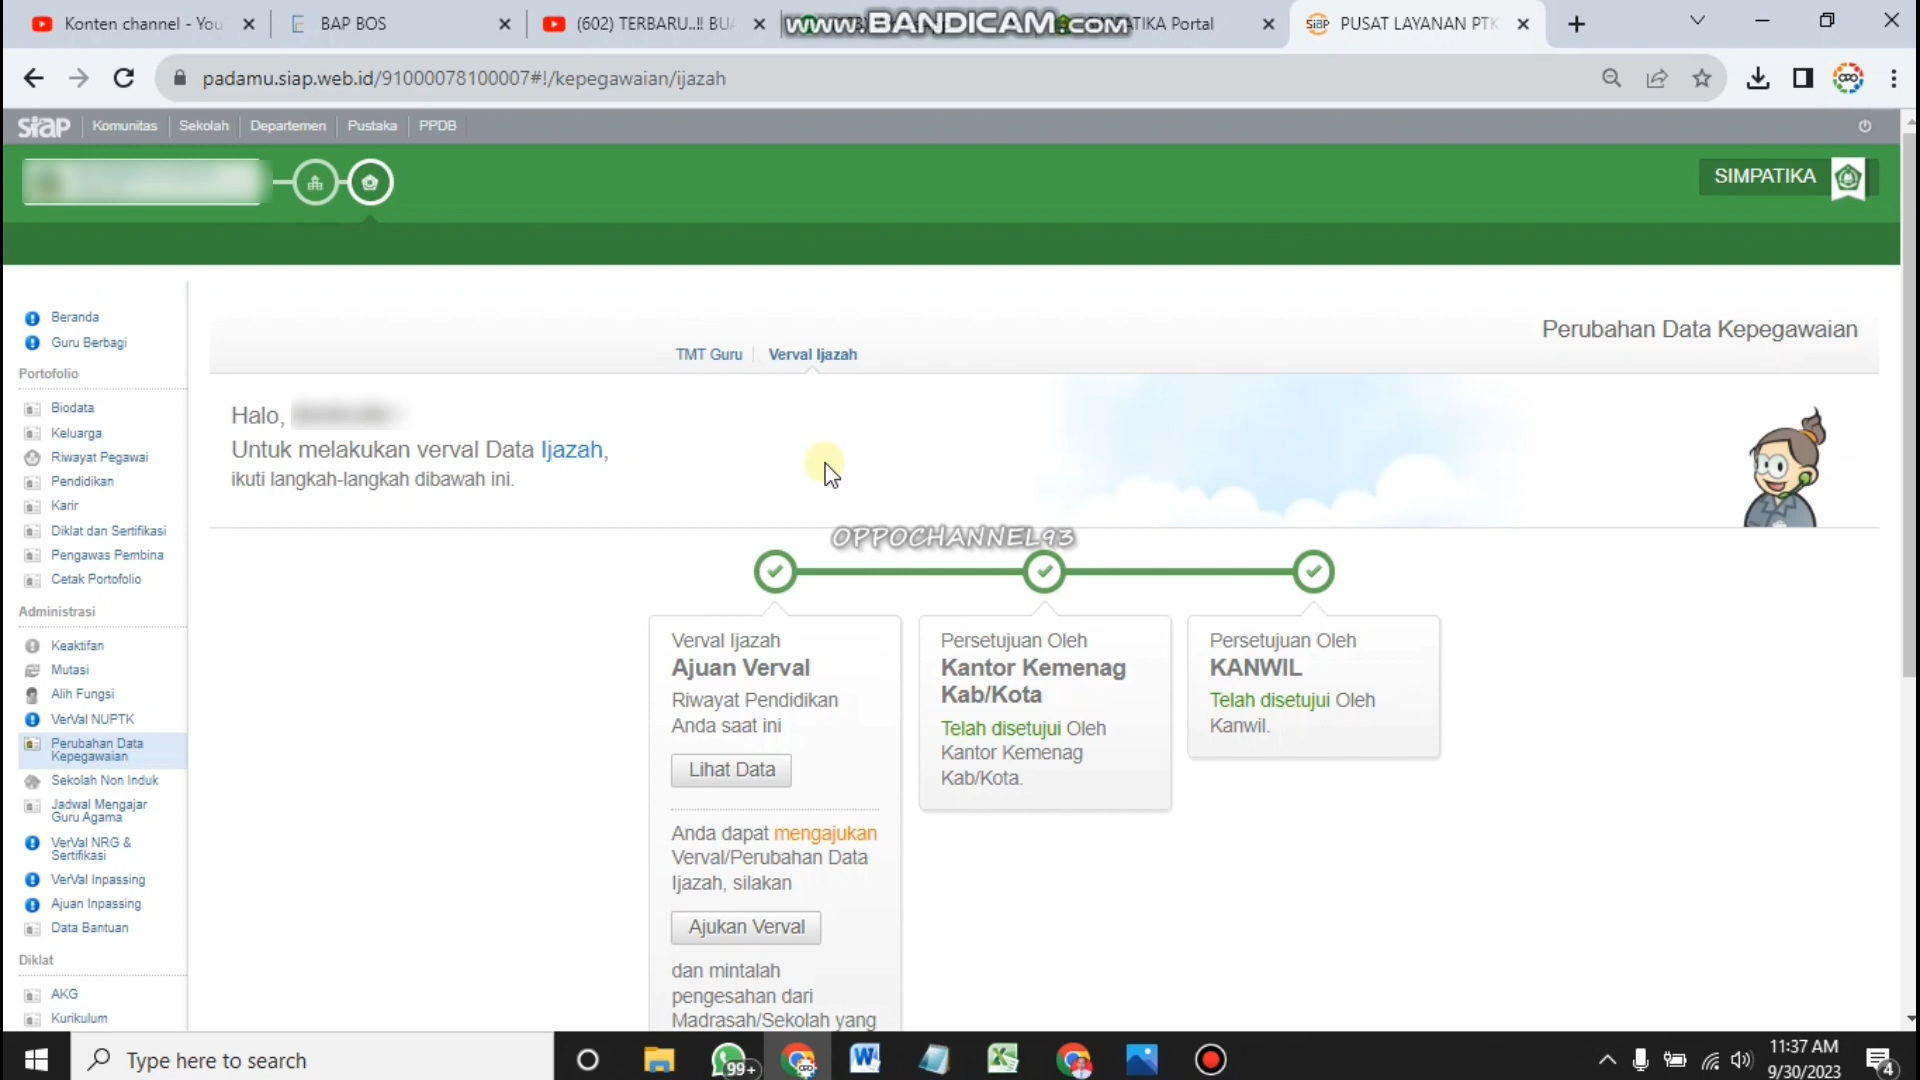 Konten channel - You
BAP BOS
(602) TERBARU..!! BUA
www.BANDICAM.com
TIKA Portal
PUSAT LAYANAN PTK
padamu.siap.web.id/91000078100007#!/kepegawaian/ijazah
siap
Komunitas
Sekolah
Departemen
Pustaka
PPDB
SIMPATIKA
Beranda
Guru Berbagi
Portofolio
Biodata
Keluarga
Riwayat Pegawai
Pendidikan
Karir
Diklat dan Sertifikasi
Pengawas Pembina
Cetak Portofolio
Administrasi
Keaktifan
Mutasi
Alih Fungsi
VerVal NUPTK
Perubahan Data
Kepegawaian
Sekolah Non Induk
Jadwal Mengajar
Guru Agama
VerVal NRG &
Sertifikasi
VerVal Inpassing
Ajuan Inpassing
Data Bantuan
Diklat
AKG
Kurikulum
Perubahan Data Kepegawaian
TMT Guru
Verval Ijazah
Halo,
Untuk melakukan verval Data Ijazah,
ikuti langkah-langkah dibawah ini.
OPPOCHANNEL93
Verval Ijazah
Ajuan Verval
Riwayat Pendidikan
Anda saat ini
Lihat Data
Anda dapat mengajukan
Verval/Perubahan Data
Ijazah, silakan
Ajukan Verval
dan mintalah
pengesahan dari
Madrasah/Sekolah yang
Persetujuan Oleh
Kantor Kemenag
Kab/Kota
Telah disetujui Oleh
Kantor Kemenag
Kab/Kota.
Persetujuan Oleh
KANWIL
Telah disetujui Oleh
Kanwil.
Type here to search
99+
11:37 AM
9/30/2023
4